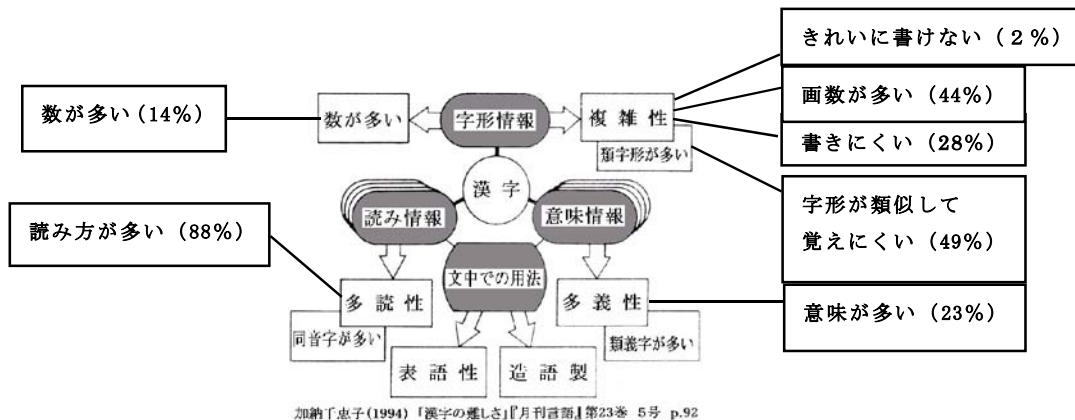 きれいに書けない（２%）
画数が多い（44%）
書きにくい（28%）
字形が類似して
覚えにくい（49%）
意味が多い（23%）
数が多い（14%）
読み方が多い（88%）
数が多い
字形情報
複雑性
類字形が多い
漢字
読み情報
意味情報
文中での用法
多読性
同音字が多い
多義性
類義字が多い
表語性
造語製
加納千恵子(1994)「漢字の難しさ」『月刊言語』第23巻 5号 p.92